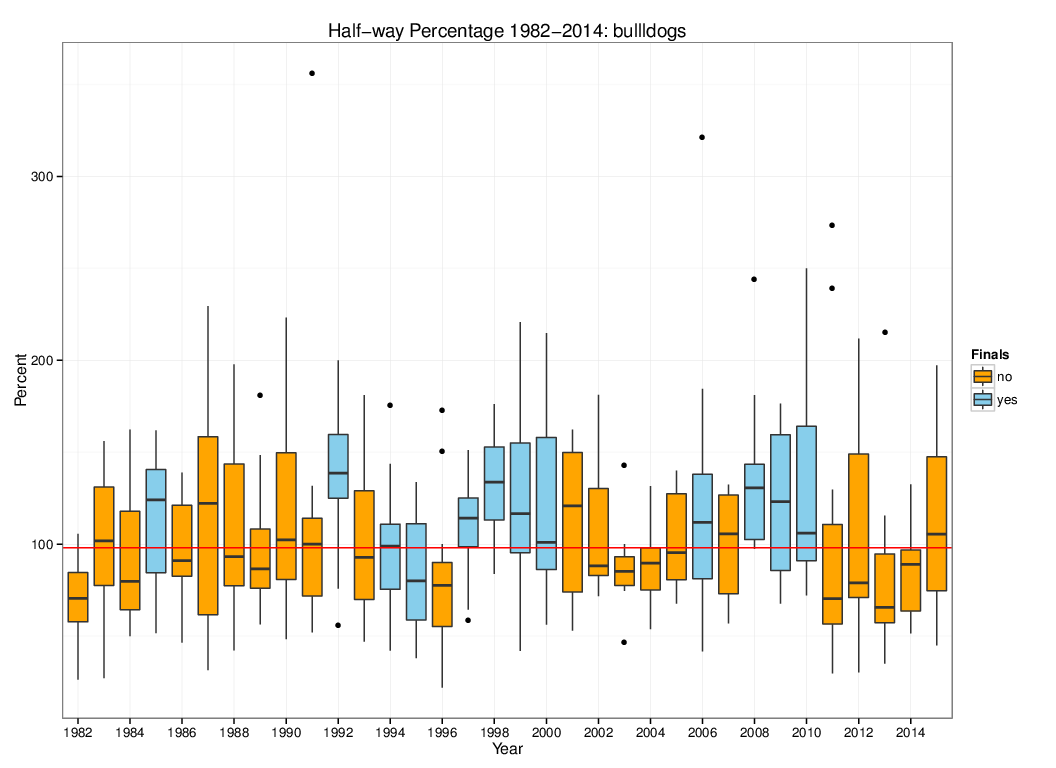 Half−way Percentage 1982−2014: bullldogs
Percent
300
200
100
1982 1984 1986 1988 1990 1992 1994 1996 1998 2000 2002 2004 2006 2008 2010 2012 2014
Year
Finals
no
yes